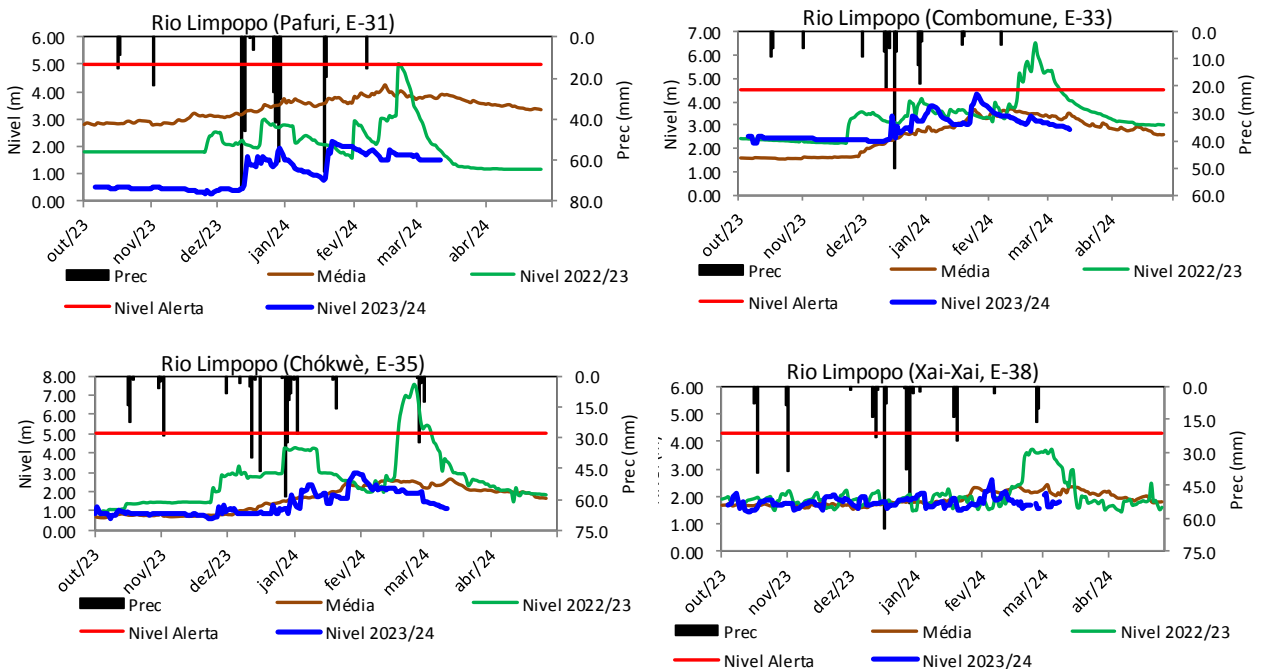 Rio Limpopo (Pafuri, E-31)
Nivel (m)
6.00
5.00
4.00
3.00
2.00
1.00
0.00
0.0
20.0
40.0
60.0
80.0
Prec (mm)
out/23
nov/23
dez/23
jan/24
fev/24
mar/24
abr/24
Prec
Média
Nivel 2022/23
Nivel Alerta
Nivel 2023/24
Rio Limpopo (Combomune, E-33)
Nivel (m)
7.00
6.00
5.00
4.00
3.00
2.00
1.00
0.00
0.0
10.0
20.0
30.0
40.0
50.0
60.0
Prec (mm)
out/23
nov/23
dez/23
jan/24
fev/24
mar/24
abr/24
Prec
Média
Nivel 2022/23
Nivel Alerta
Nivel 2023/24
Rio Limpopo (Chókwè, E-35)
Nivel (m)
8.00
7.00
6.00
5.00
4.00
3.00
2.00
1.00
0.00
0.0
15.0
30.0
45.0
60.0
75.0
Prec (mm)
out/23
nov/23
dez/23
jan/24
fev/24
mar/24
abr/24
Prec
Média
Nivel 2022/23
Nivel Alerta
Nivel 2023/24
Rio Limpopo (Xai-Xai, E-38)
6.00
5.00
4.00
3.00
2.00
1.00
0.00
0.0
15.0
30.0
45.0
60.0
75.0
Prec (mm)
out/23
nov/23
dez/23
jan/24
fev/24
mar/24
abr/24
Prec
Média
Nivel 2022/23
Nivel Alerta
Nivel 2023/24